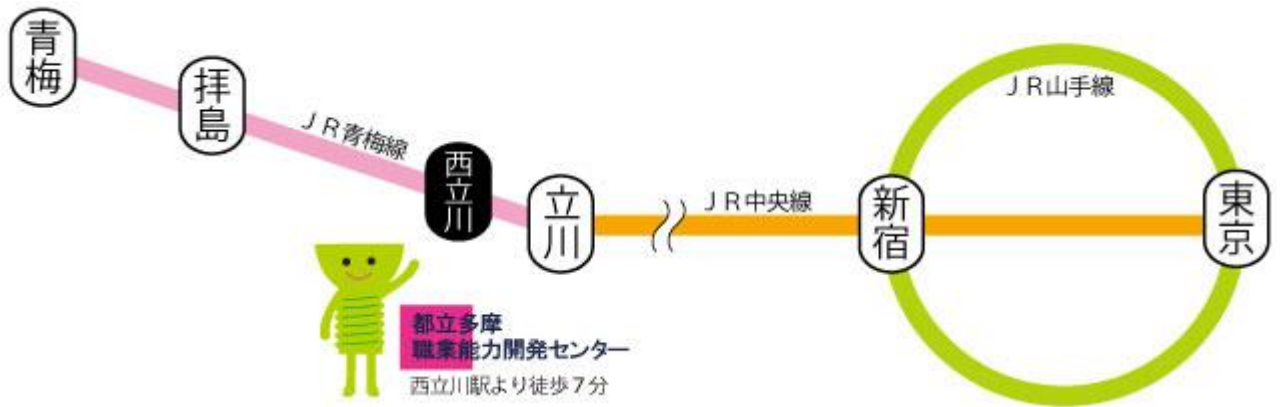 青梅
拝島
JR青梅線
西立川
立川
JR中央線
新宿
JR山手線
東京
都立多摩
職業能力開発センター
西立川駅より徒歩7分